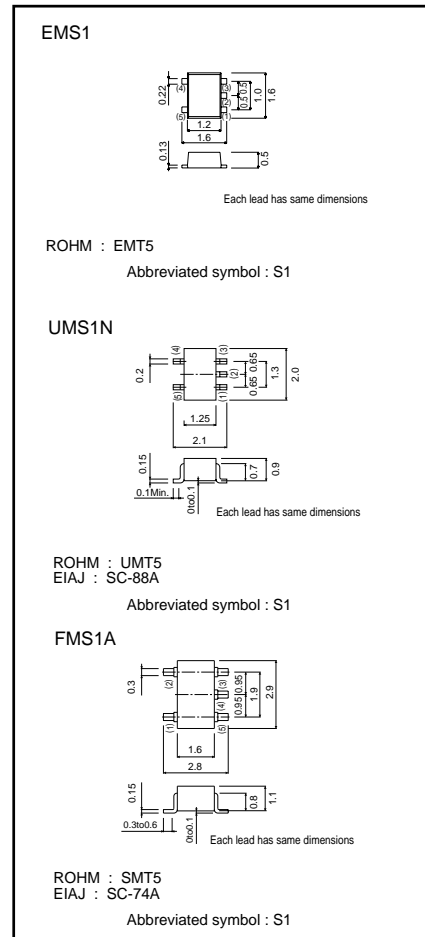 EMS1
0.22
(4)
(3)
(2)
(5)
(1)
0.5
0.5
1.0
1.6
1.2
1.6
0.13
0.5
Each lead has same dimensions
ROHM : EMT5
Abbreviated symbol : S1
UMS1N
0.2
(4)
(3)
(2)
(5)
(1)
0.65
0.65
1.3
2.0
1.25
2.1
0.15
0.1Min.
0to0.1
0.7
0.9
Each lead has same dimensions
ROHM : UMT5
EIAJ : SC-88A
Abbreviated symbol : S1
FMS1A
0.3
(2)
(3)
(4)
(1)
(5)
0.95
0.95
1.9
2.9
1.6
2.8
0.15
0.3to0.6
0to0.1
0.8
1.1
Each lead has same dimensions
ROHM : SMT5
EIAJ : SC-74A
Abbreviated symbol : S1